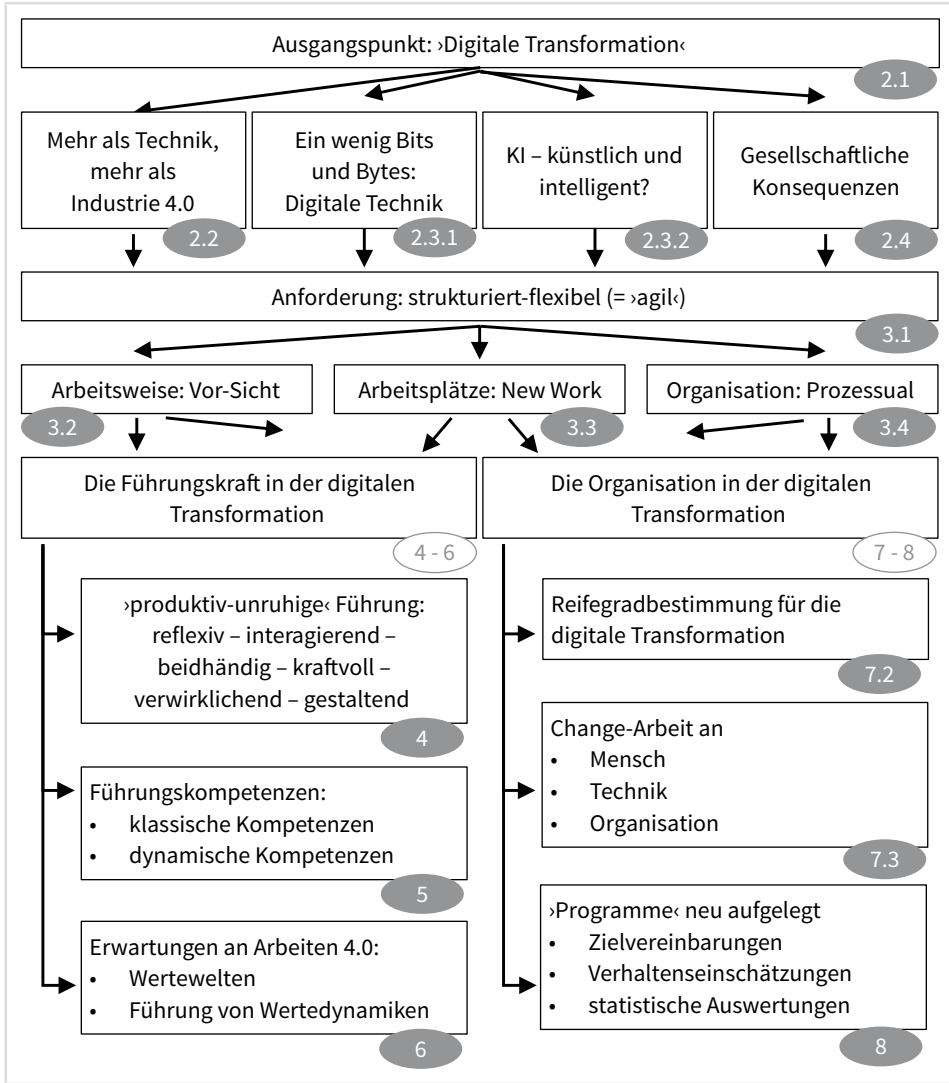 Ausgangspunkt: ›Digitale Transformation‹
2.1
Mehr als Technik,
mehr als
Industrie 4.0
2.2
Ein wenig Bits
und Bytes:
Digitale Technik
2.3.1
KI – künstlich und
intelligent?
2.3.2
Gesellschaftliche
Konsequenzen
2.4
Anforderung: strukturiert-flexibel (= ›agil‹)
3.1
Arbeitsweise: Vor-Sicht
3.2
Arbeitsplätze: New Work
3.3
Organisation: Prozessual
3.4
Die Führungskraft in der digitalen
Transformation
4 - 6
Die Organisation in der digitalen
Transformation
7 - 8
›produktiv-unruhige‹ Führung:
reflexiv – interagierend –
beidhändig – kraftvoll –
verwirklichend – gestaltend
4
Führungskompetenzen:
• klassische Kompetenzen
• dynamische Kompetenzen
5
Erwartungen an Arbeiten 4.0:
• Wertewelten
• Führung von Wertedynamiken
6
Reifegradbestimmung für die
digitale Transformation
7.2
Change-Arbeit an
• Mensch
• Technik
• Organisation
7.3
›Programme‹ neu aufgelegt
• Zielvereinbarungen
• Verhaltenseinschätzungen
• statistische Auswertungen
8